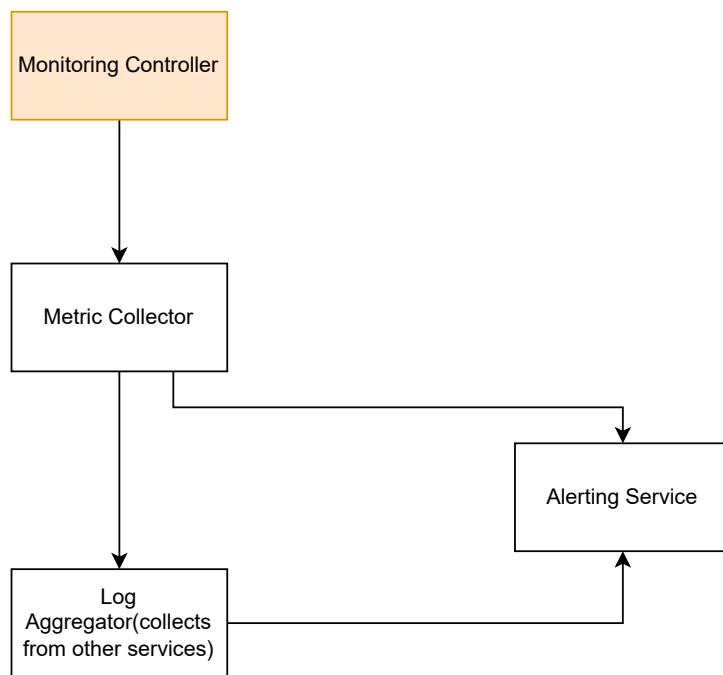 Monitoring Controller
Metric Collector
Alerting Service
Log
Aggregator(collects
from other services)